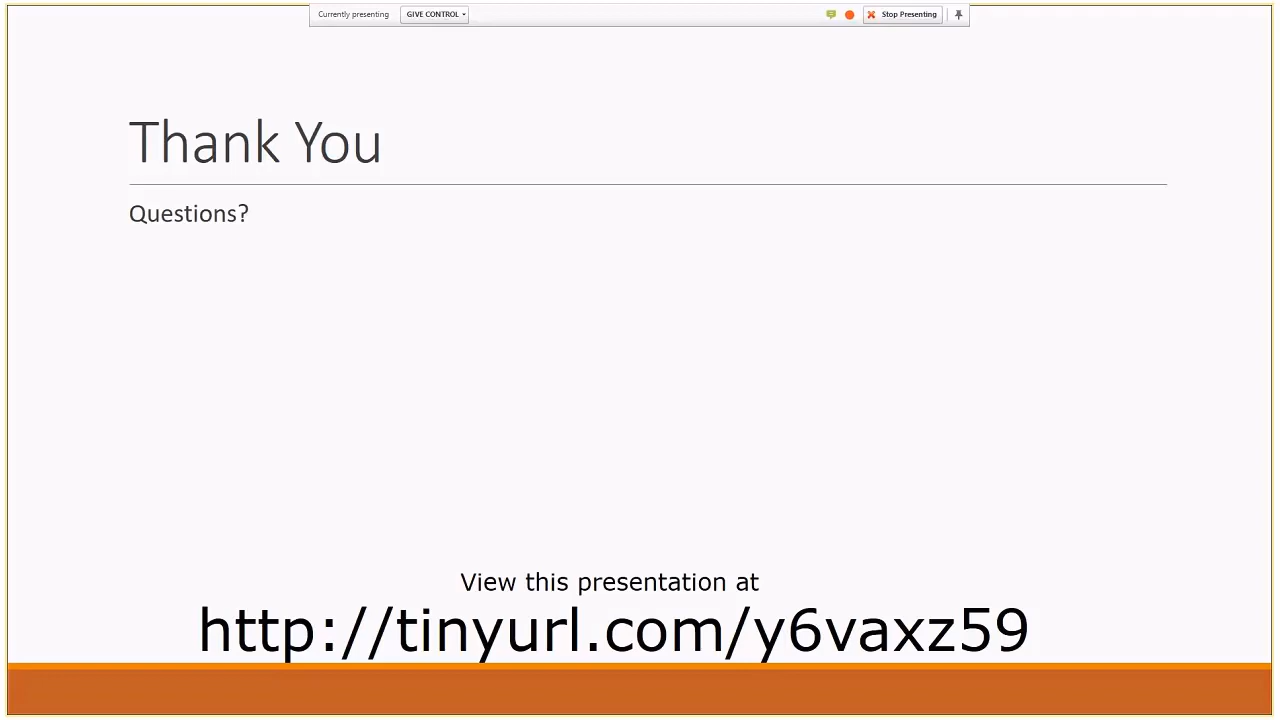 Currently presenting GIVE CONTROL Stop Presenting
Thank You
Questions?
View this presentation at
http://tinyurl.com/y6vaxz59